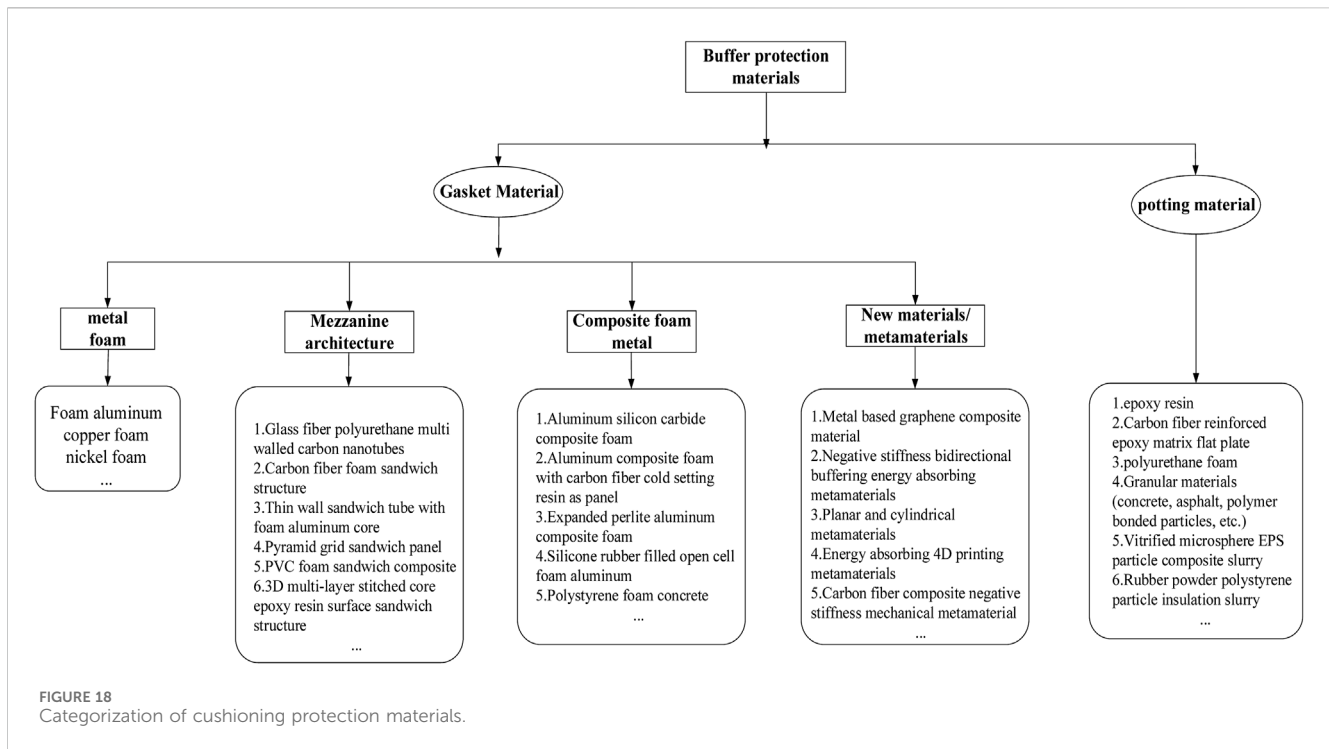 Buffer protection
materials
Gasket Material
potting material
metal
foam
Mezzanine
architecture
Composite foam
metal
New materials/
metamaterials
Foam aluminum
copper foam
nickel foam
...
1.Glass fiber polyurethane multi
walled carbon nanotubes
2.Carbon fiber foam sandwich
structure
3.Thin wall sandwich tube with
foam aluminum core
4.Pyramid grid sandwich panel
5.PVC foam sandwich composite
6.3D multi-layer stitched core
epoxy resin surface sandwich
structure
...
1.Aluminum silicon carbide
composite foam
2.Aluminum composite foam
with carbon fiber cold setting
resin as panel
3.Expanded perlite aluminum
composite foam
4.Silicone rubber filled open cell
foam aluminum
5.Polystyrene foam concrete
...
1.Metal based graphene composite
material
2.Negative stiffness bidirectional
buffering energy absorbing
metamaterials
3.Planar and cylindrical
metamaterials
4.Energy absorbing 4D printing
metamaterials
5.Carbon fiber composite negative
stiffness mechanical metamaterial
...
1.epoxy resin
2.Carbon fiber reinforced
epoxy matrix flat plate
3.polyurethane foam
4.Granular materials
(concrete, asphalt, polymer
bonded particles, etc.)
5.Vitrified microsphere EPS
particle composite slurry
6.Rubber powder polystyrene
particle insulation slurry
...
FIGURE 18
Categorization of cushioning protection materials.